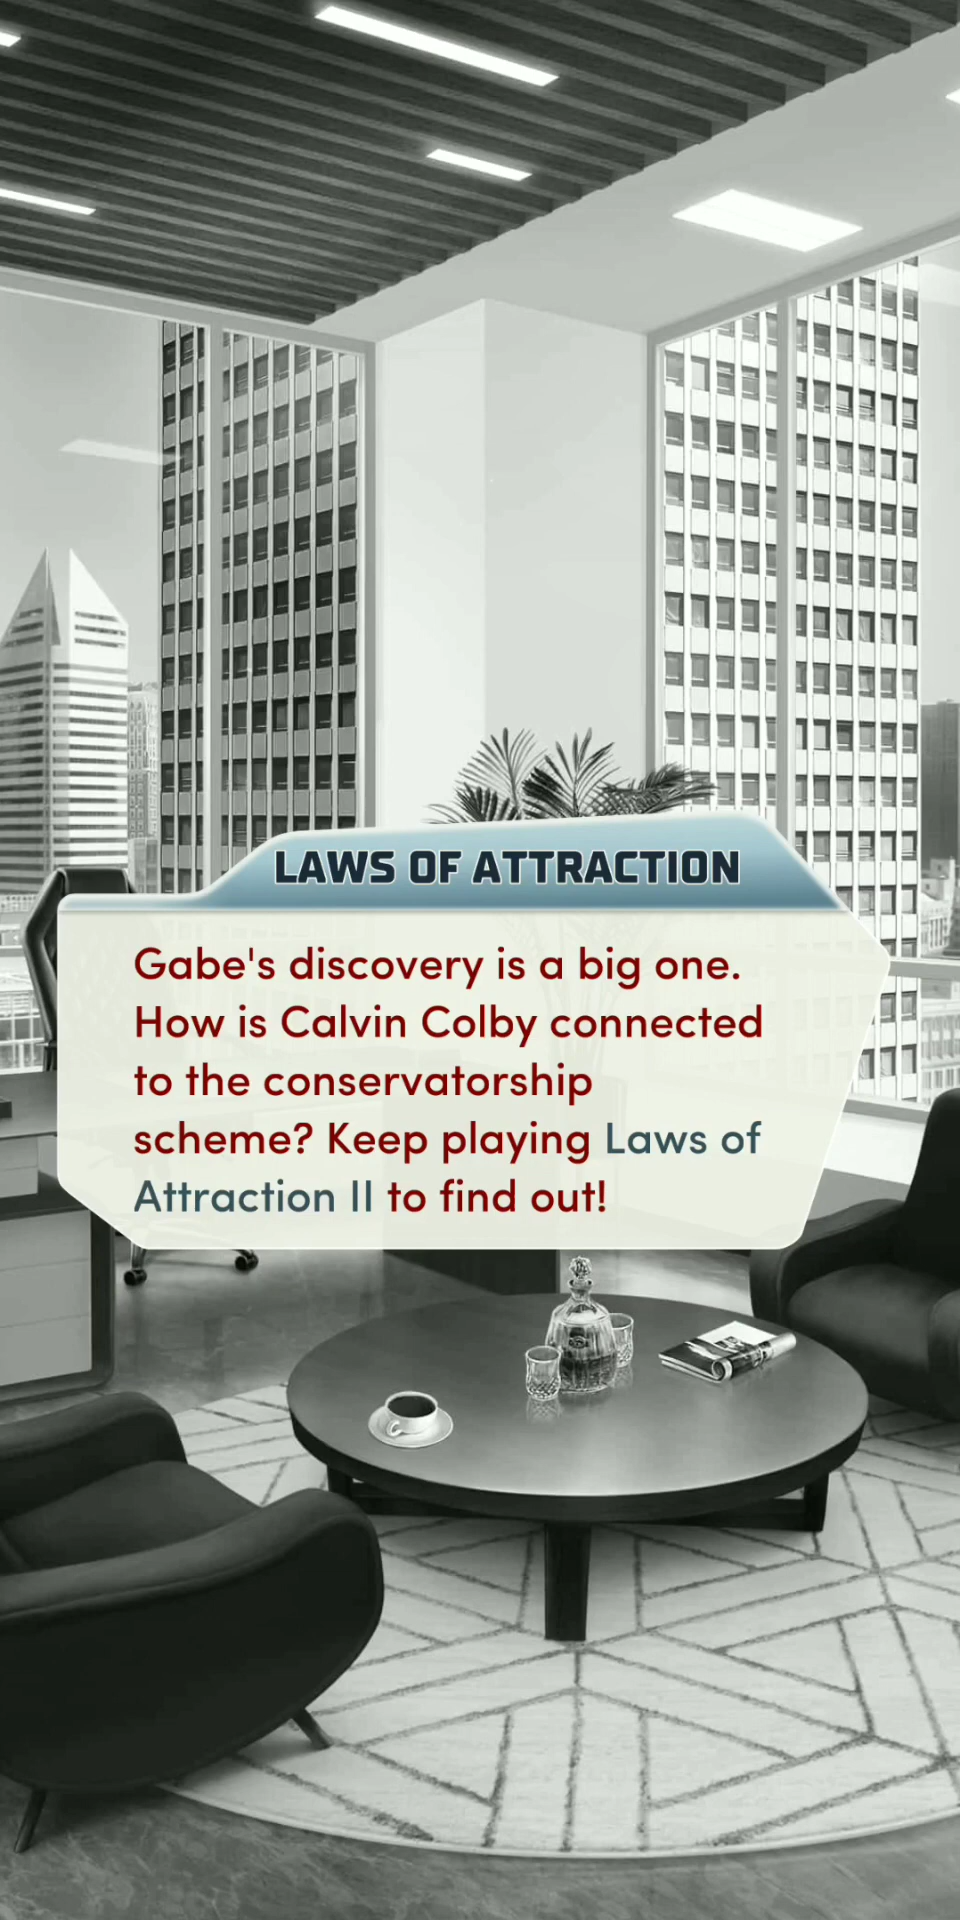 LAWS OF ATTRACTION
Gabe's discovery is a big one.
How is Calvin Colby connected
to the conservatorship
scheme? Keep playing Laws of
Attraction II to find out!